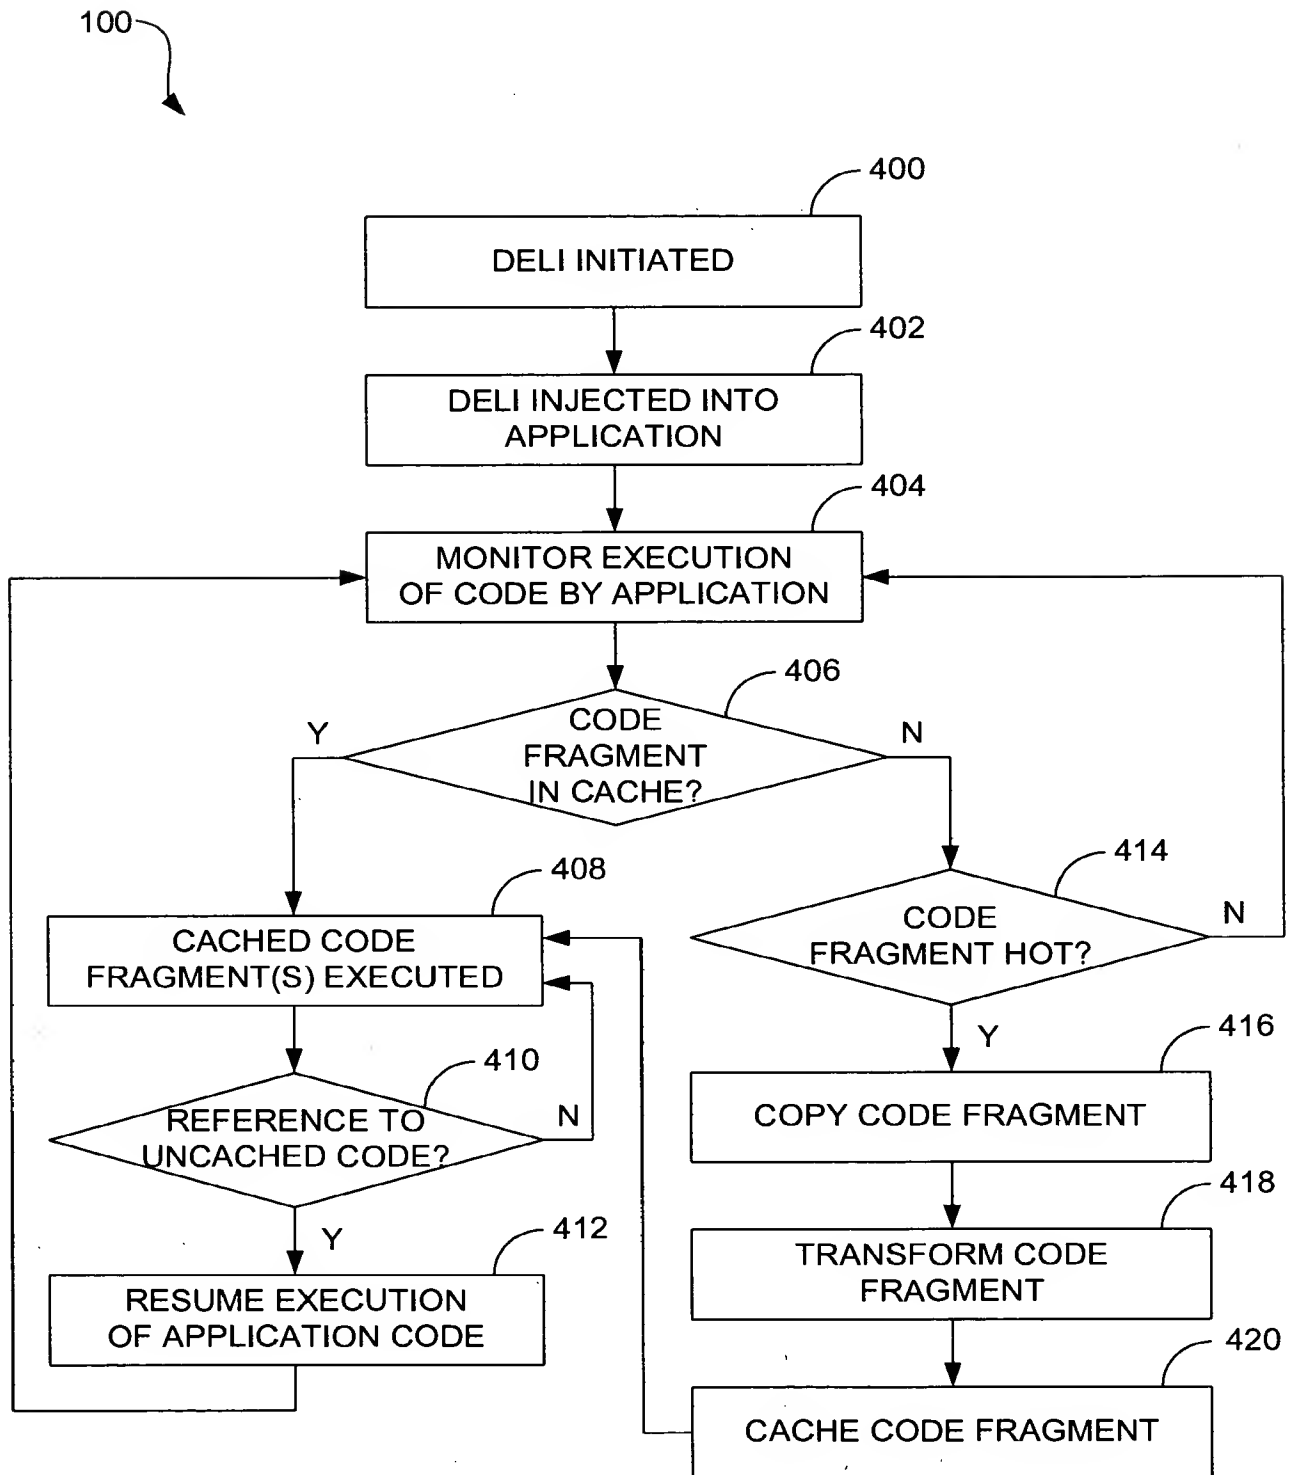 100
400
DELI INITIATED
402
DELI INJECTED INTO
APPLICATION
404
MONITOR EXECUTION
OF CODE BY APPLICATION
406
Y
CODE
FRAGMENT
IN CACHE?
N
408
CACHED CODE
FRAGMENT(S) EXECUTED
414
CODE
FRAGMENT HOT?
N
410
REFERENCE TO
UNCACHED CODE?
N
Y
416
COPY CODE FRAGMENT
Y
412
RESUME EXECUTION
OF APPLICATION CODE
418
TRANSFORM CODE
FRAGMENT
420
CACHE CODE FRAGMENT